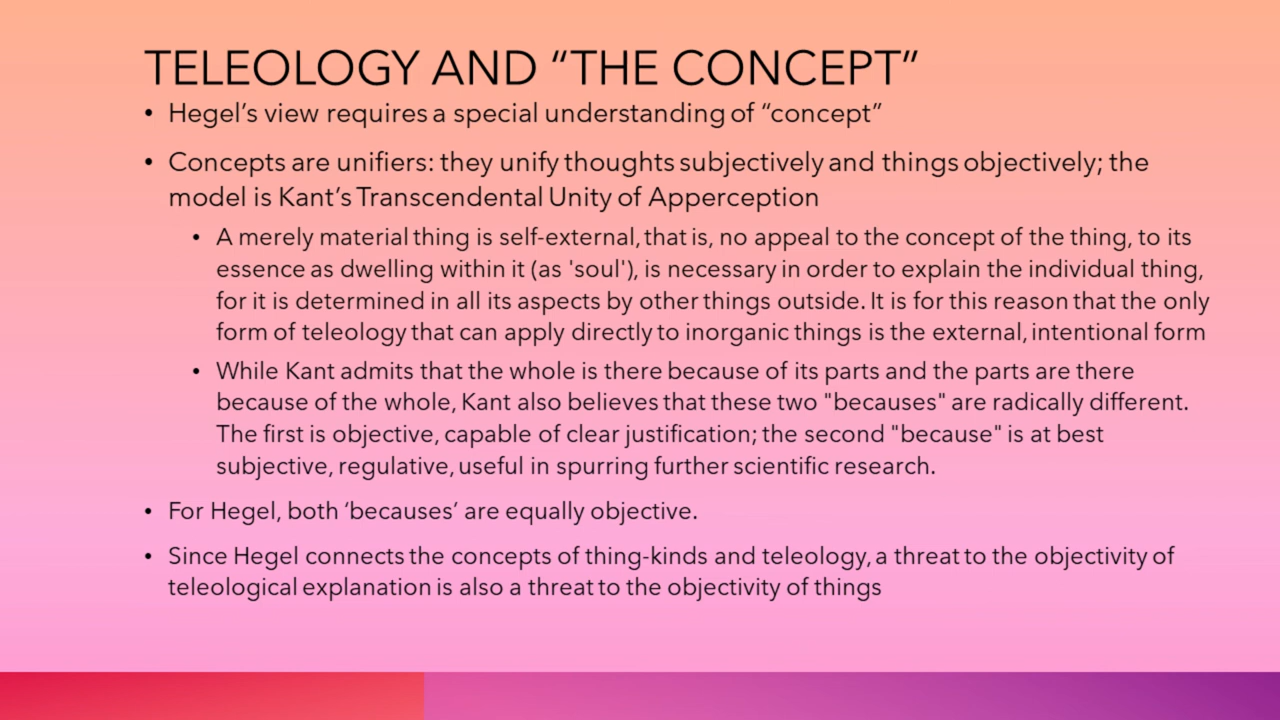 TELEOLOGY AND “THE CONCEPT”
• Hegel’s view requires a special understanding of “concept”
• Concepts are unifiers: they unify thoughts subjectively and things objectively; the
model is Kant’s Transcendental Unity of Apperception
• A merely material thing is self-external, that is, no appeal to the concept of the thing, to its
essence as dwelling within it (as 'soul'), is necessary in order to explain the individual thing,
for it is determined in all its aspects by other things outside. It is for this reason that the only
form of teleology that can apply directly to inorganic things is the external, intentional form
• While Kant admits that the whole is there because of its parts and the parts are there
because of the whole, Kant also believes that these two "becauses" are radically different.
The first is objective, capable of clear justification; the second "because" is at best
subjective, regulative, useful in spurring further scientific research.
• For Hegel, both ‘becauses’ are equally objective.
• Since Hegel connects the concepts of thing-kinds and teleology, a threat to the objectivity of
teleological explanation is also a threat to the objectivity of things